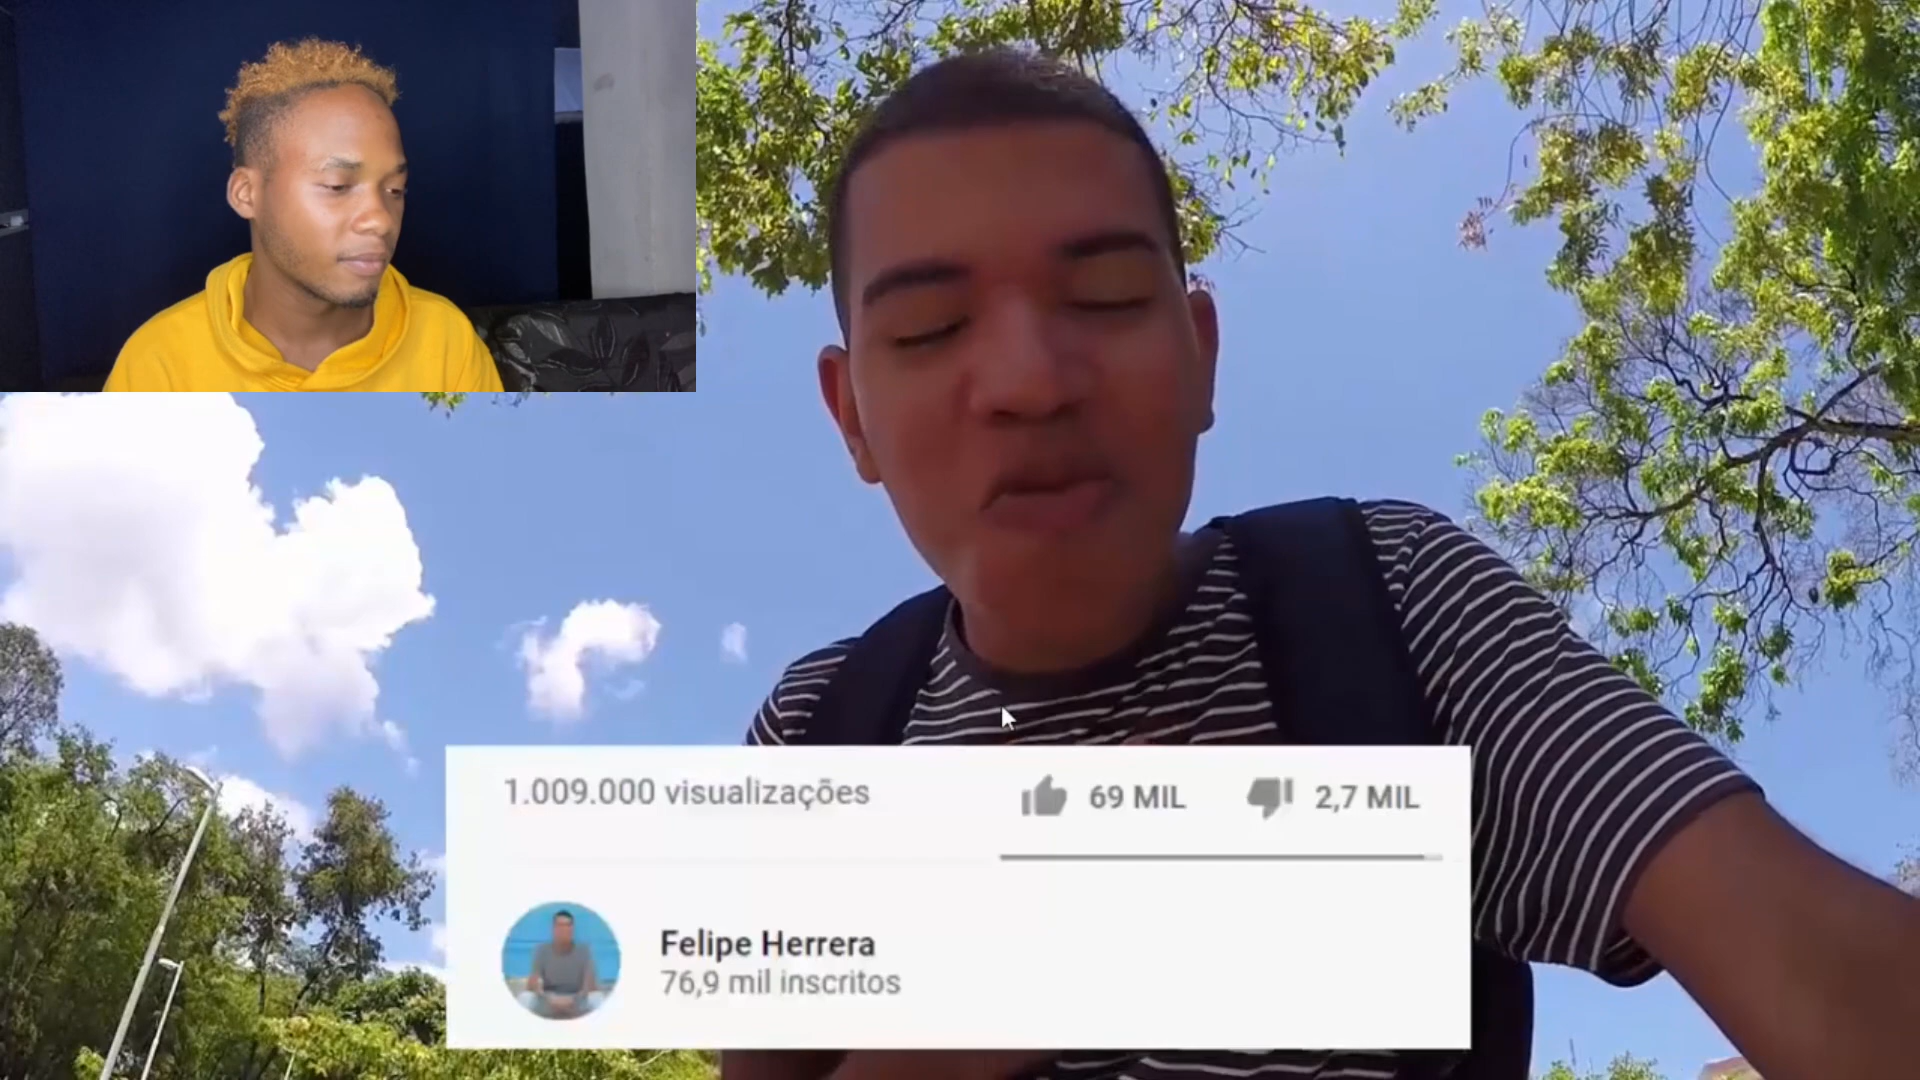 1.009.000 visualizações
69 MIL
2,7 MIL
Felipe Herrera
76,9 mil inscritos